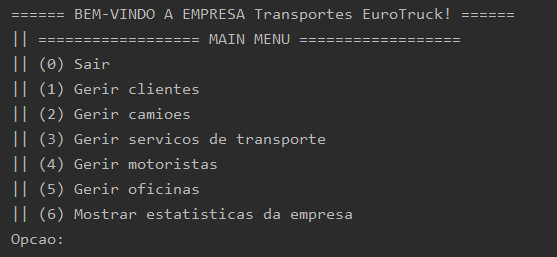 ====== BEM-VINDO A EMPRESA Transportes EuroTruck! ======
|| ================== MAIN MENU ==================
|| (0) Sair
|| (1) Gerir clientes
|| (2) Gerir camioes
|| (3) Gerir servicos de transporte
|| (4) Gerir motoristas
|| (5) Gerir oficinas
|| (6) Mostrar estatisticas da empresa
Opcao: